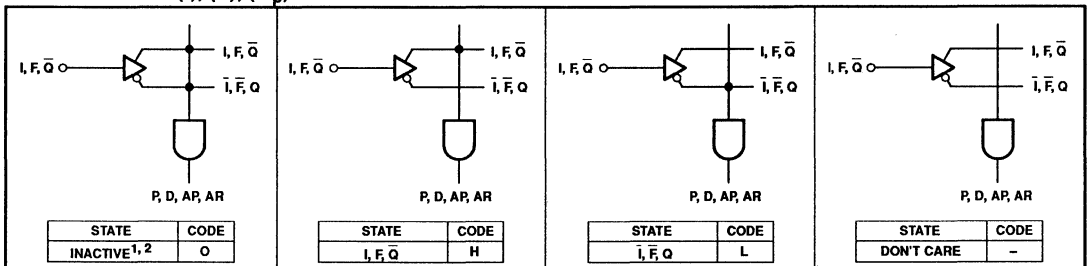 I, F, Q̅
I, F, Q̅
I̅, F̅, Q
P, D, AP, AR
STATE CODE
INACTIVE1, 2 O
I, F, Q̅
I, F, Q̅
I̅, F̅, Q
P, D, AP, AR
STATE CODE
I, F, Q̅ H
I, F, Q̅
I, F, Q̅
I̅, F̅, Q
P, D, AP, AR
STATE CODE
I̅, F̅, Q L
I, F, Q̅
I, F, Q̅
I̅, F̅, Q
P, D, AP, AR
STATE CODE
DON'T CARE –